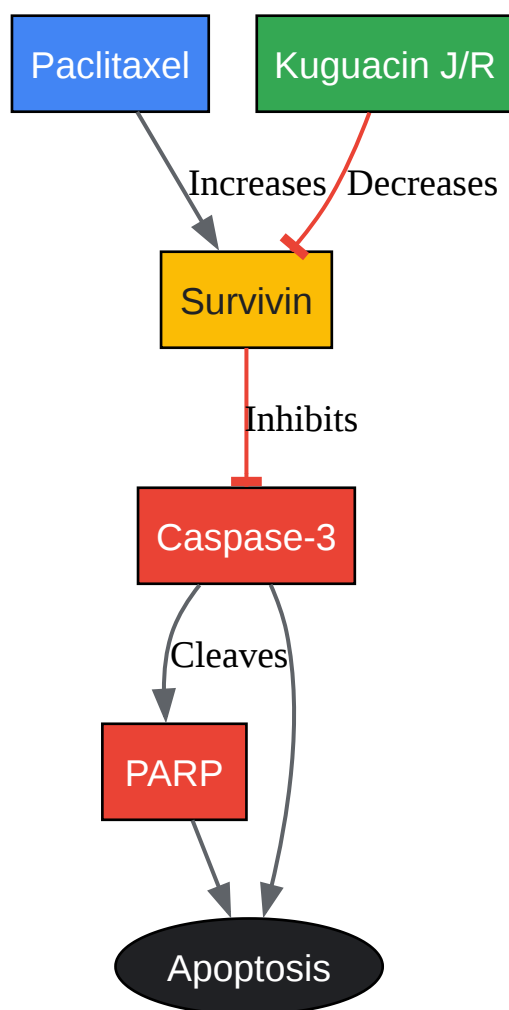 Paclitaxel
Kuguacin J/R
Increases
Decreases
Survivin
Inhibits
Caspase-3
Cleaves
PARP
Apoptosis